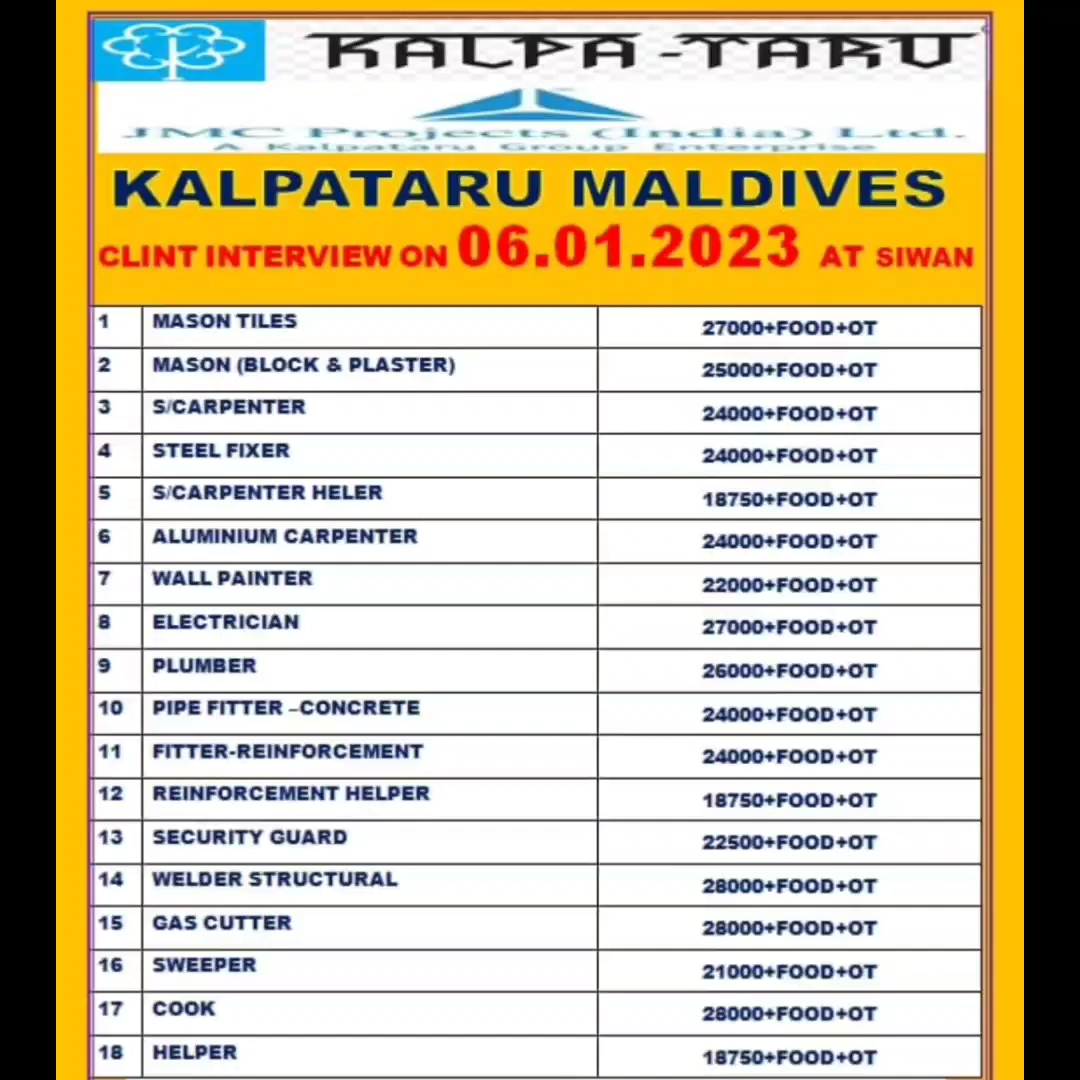 KALPA-TARU
JMC Projects (India) Ltd.
A Kalpataru Group Enterprise
KALPATARU MALDIVES
CLINT INTERVIEW ON 06.01.2023 AT SIWAN
1 MASON TILES 27000+FOOD+OT
2 MASON (BLOCK & PLASTER) 25000+FOOD+OT
3 S/CARPENTER 24000+FOOD+OT
4 STEEL FIXER 24000+FOOD+OT
5 S/CARPENTER HELER 18750+FOOD+OT
6 ALUMINIUM CARPENTER 24000+FOOD+OT
7 WALL PAINTER 22000+FOOD+OT
8 ELECTRICIAN 27000+FOOD+OT
9 PLUMBER 26000+FOOD+OT
10 PIPE FITTER –CONCRETE 24000+FOOD+OT
11 FITTER-REINFORCEMENT 24000+FOOD+OT
12 REINFORCEMENT HELPER 18750+FOOD+OT
13 SECURITY GUARD 22500+FOOD+OT
14 WELDER STRUCTURAL 28000+FOOD+OT
15 GAS CUTTER 28000+FOOD+OT
16 SWEEPER 21000+FOOD+OT
17 COOK 28000+FOOD+OT
18 HELPER 18750+FOOD+OT